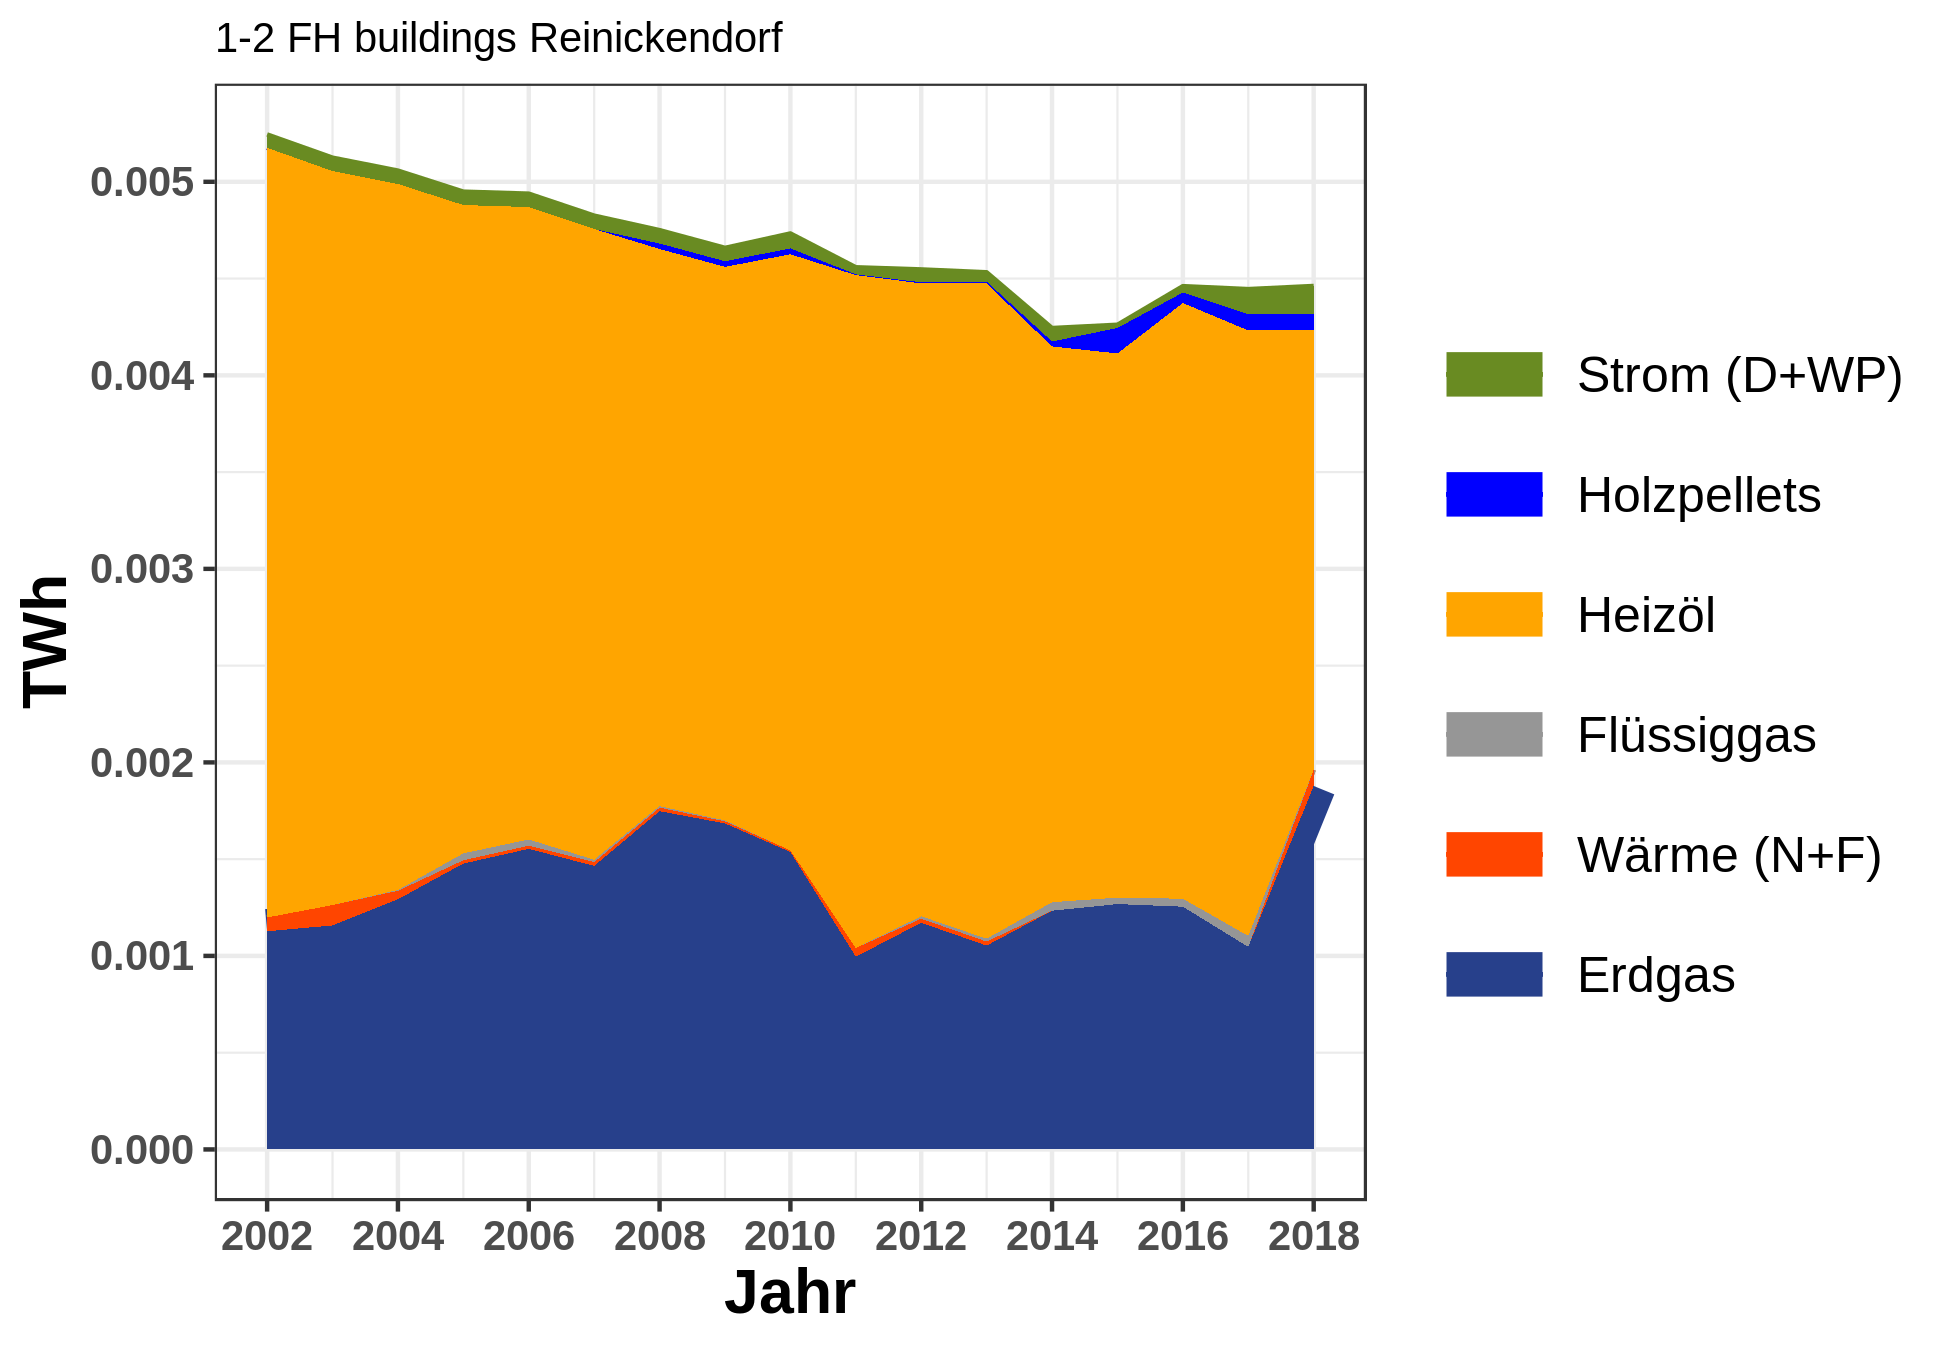 1-2 FH buildings Reinickendorf
TWh
0.005
0.004
0.003
0.002
0.001
0.000
2002 2004 2006 2008 2010 2012 2014 2016 2018
Jahr
Strom (D+WP)
Holzpellets
Heizöl
Flüssiggas
Wärme (N+F)
Erdgas